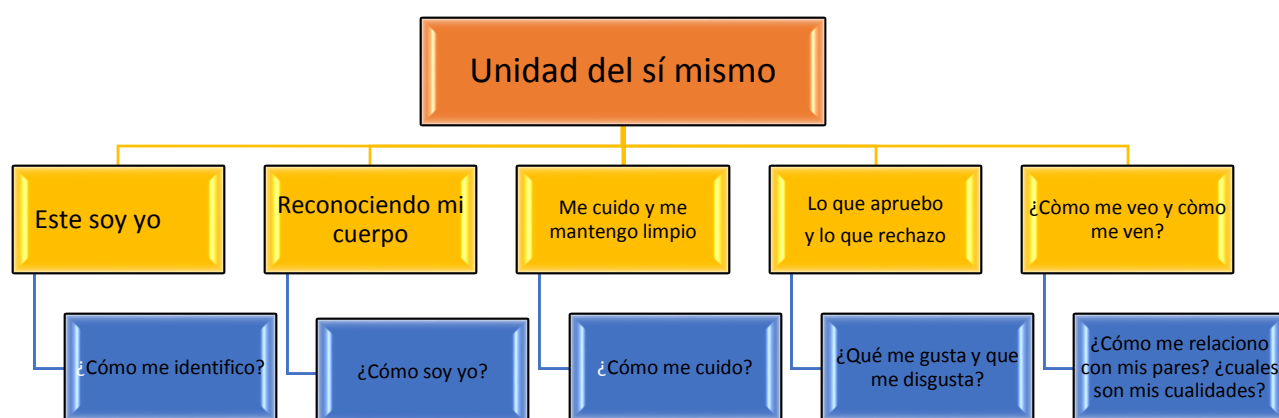 Unidad del sí mismo
Este soy yo
Reconociendo mi
cuerpo
Me cuido y me
mantengo limpio
Lo que apruebo
y lo que rechazo
¿Còmo me veo y còmo
me ven?
¿Cómo me identifico?
¿Cómo soy yo?
¿Cómo me cuido?
¿Qué me gusta y que
me disgusta?
¿Cómo me relaciono
con mis pares? ¿cuales
son mis cualidades?